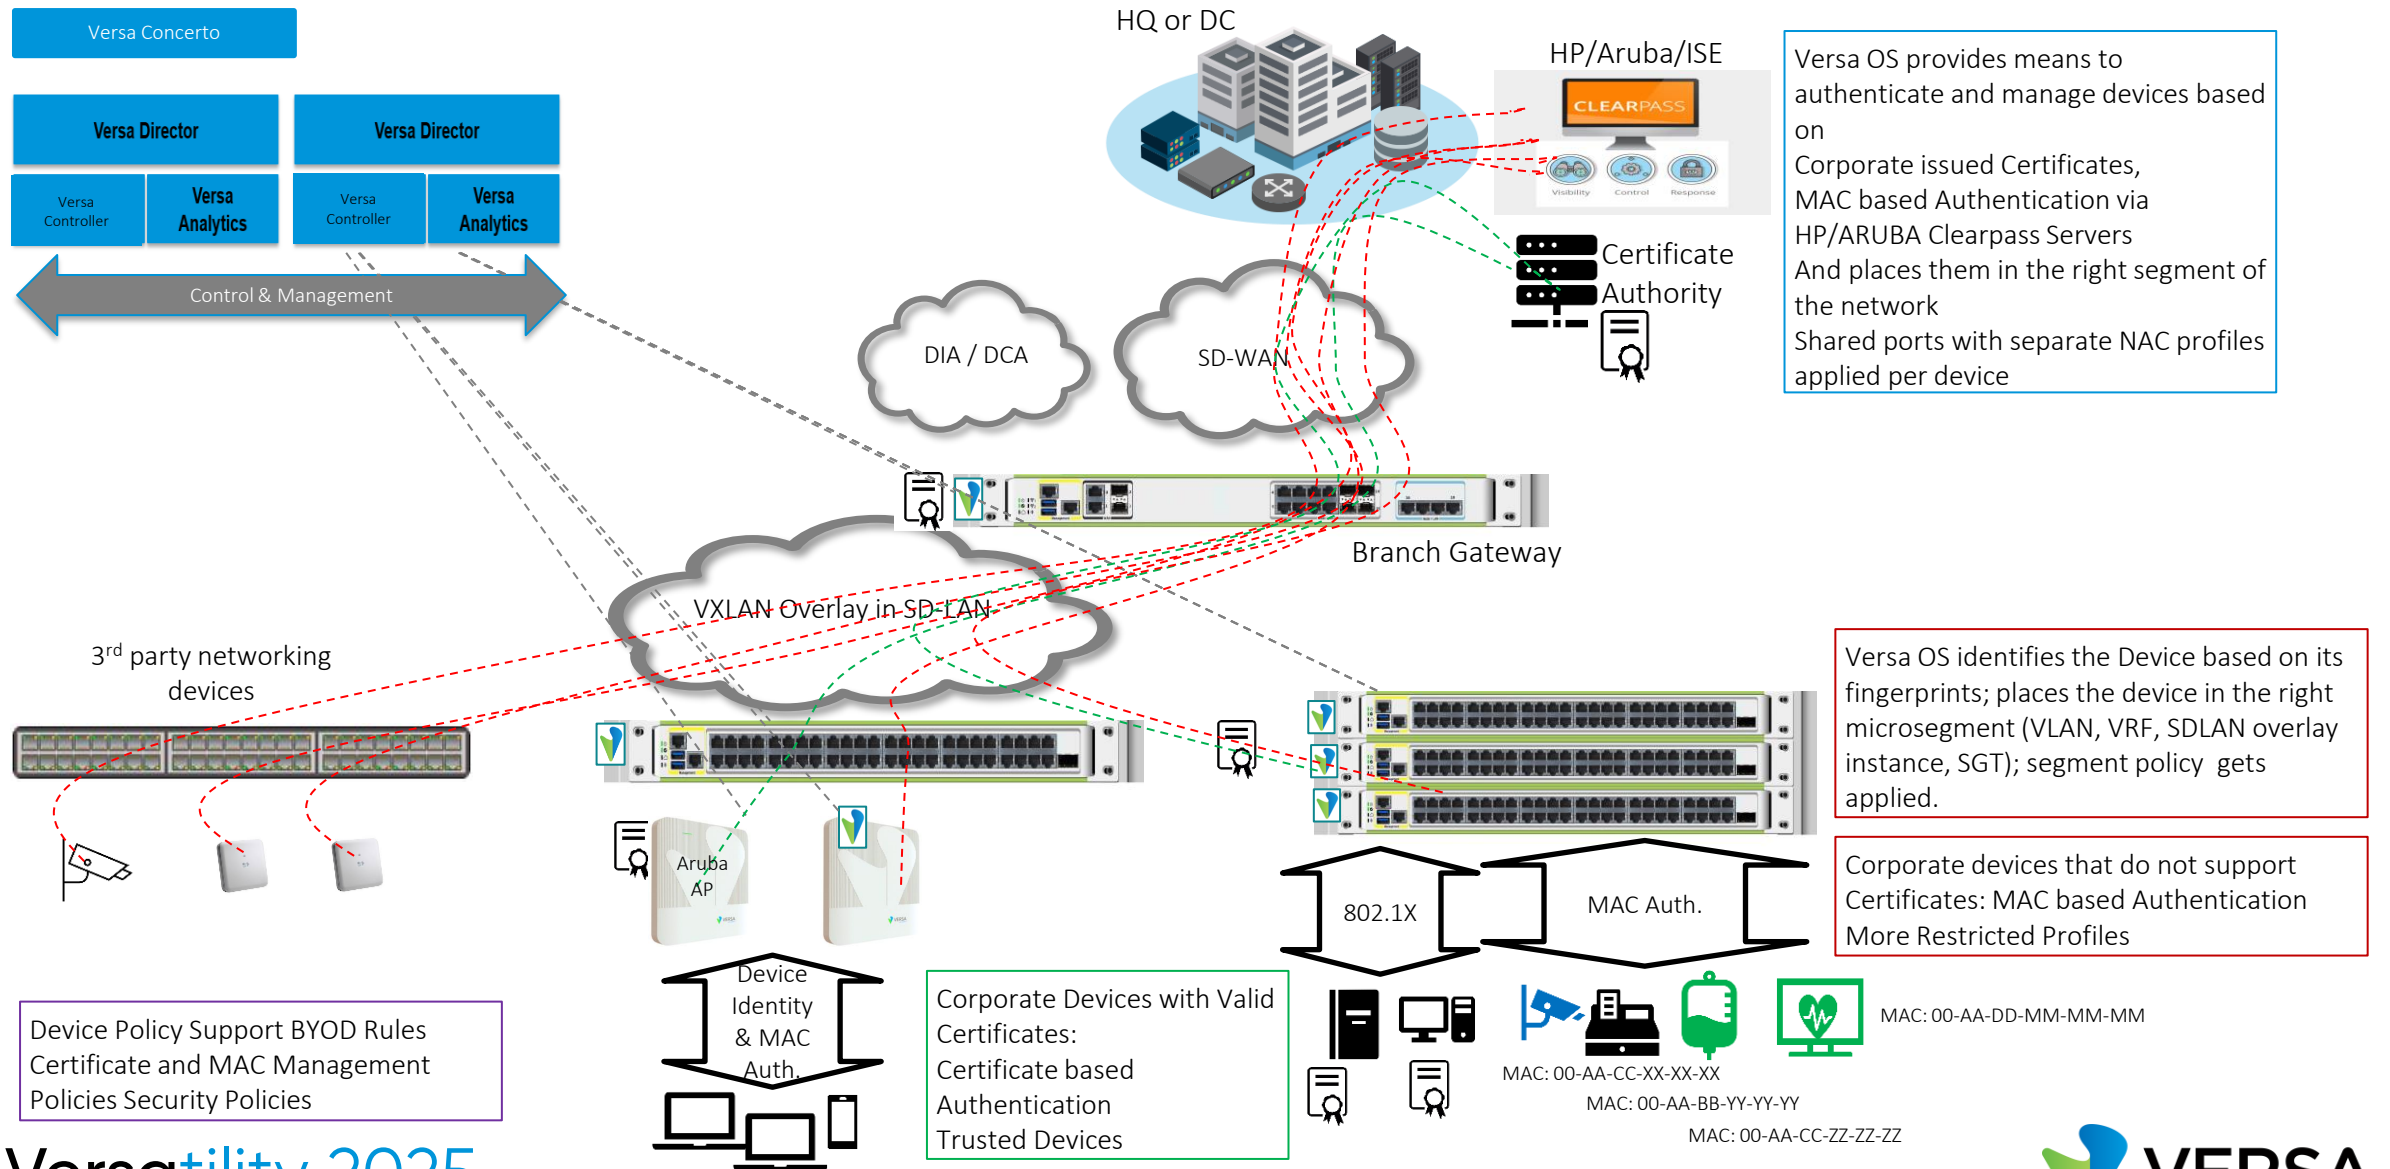 Versa Concerto
Versa Director
Versa Director
Versa
Controller
Versa
Analytics
Versa
Controller
Versa
Analytics
Control & Management
HQ or DC
HP/Aruba/ISE
CLEARPASS
Visibility
Control
Response
Certificate
Authority
Versa OS provides means to
authenticate and manage devices based
on
Corporate issued Certificates,
MAC based Authentication via
HP/ARUBA Clearpass Servers
And places them in the right segment of
the network
Shared ports with separate NAC profiles
applied per device
DIA / DCA
SD-WAN
Branch Gateway
VXLAN Overlay in SD-LAN
3rd party networking
devices
Versa OS identifies the Device based on its
fingerprints; places the device in the right
microsegment (VLAN, VRF, SDLAN overlay
instance, SGT); segment policy gets
applied.
Aruba
AP
VERSA
VERSA
802.1X
MAC Auth.
Corporate devices that do not support
Certificates: MAC based Authentication
More Restricted Profiles
Device
Identity
& MAC
Auth.
Corporate Devices with Valid
Certificates:
Certificate based
Authentication
Trusted Devices
Device Policy Support BYOD Rules
Certificate and MAC Management
Policies Security Policies
MAC: 00-AA-DD-MM-MM-MM
MAC: 00-AA-CC-XX-XX-XX
MAC: 00-AA-BB-YY-YY-YY
MAC: 00-AA-CC-ZZ-ZZ-ZZ
Versatility 2025
VERSA